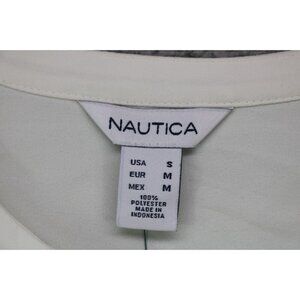 NAUTICA
USA S
EUR M
MEX M
100%
POLYESTER
MADE IN
INDONESIA